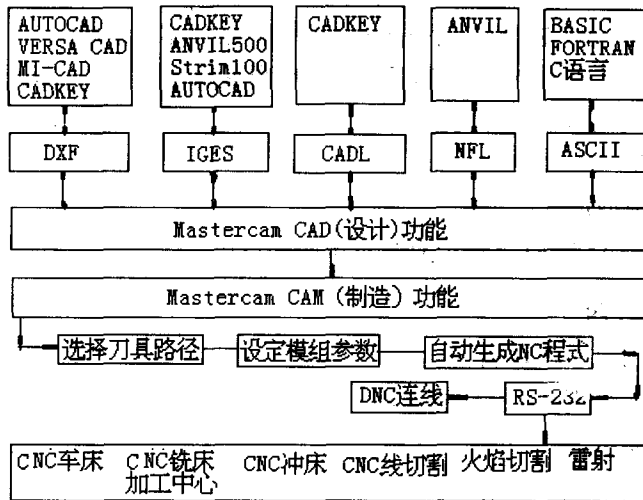 AUTOCAD
VERSA CAD
MI-CAD
CADKEY
CADKEY
ANVIL500
Strim100
AUTOCAD
CADKEY
ANVIL
BASIC
FORTRAN
C语言
DXF
IGES
CADL
NFL
ASCII
Mastercam CAD(设计)功能
Mastercam CAM (制造) 功能
选择刀具路径
设定模组参数
自动生成NC程式
DNC连线
RS-232
CNC车床
CNC铣床
加工中心
CNC冲床
CNC线切割
火焰切割
雷射